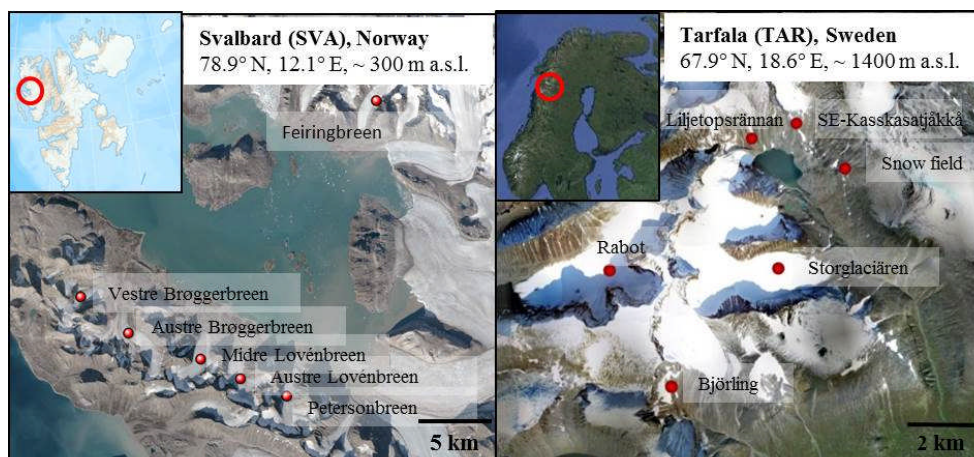 Svalbard (SVA), Norway
78.9° N, 12.1° E, ~ 300 m a.s.l.
Feiringbreen
Vestre Brøggerbreen
Austre Brøggerbreen
Midre Lovénbreen
Austre Lovénbreen
Petersonbreen
5 km
Tarfala (TAR), Sweden
67.9° N, 18.6° E, ~ 1400 m a.s.l.
Liljetopsrännan
SE-Kasskasatjåkkå
Snow field
Rabot
Storglaciären
Björling
2 km